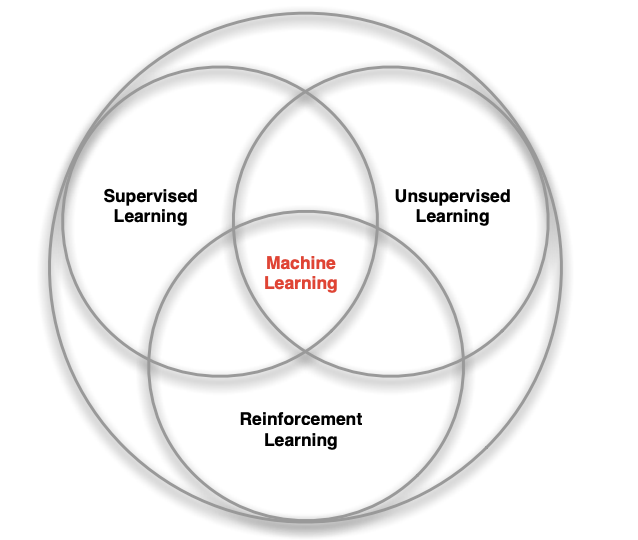 Supervised
Learning
Unsupervised
Learning
Machine
Learning
Reinforcement
Learning